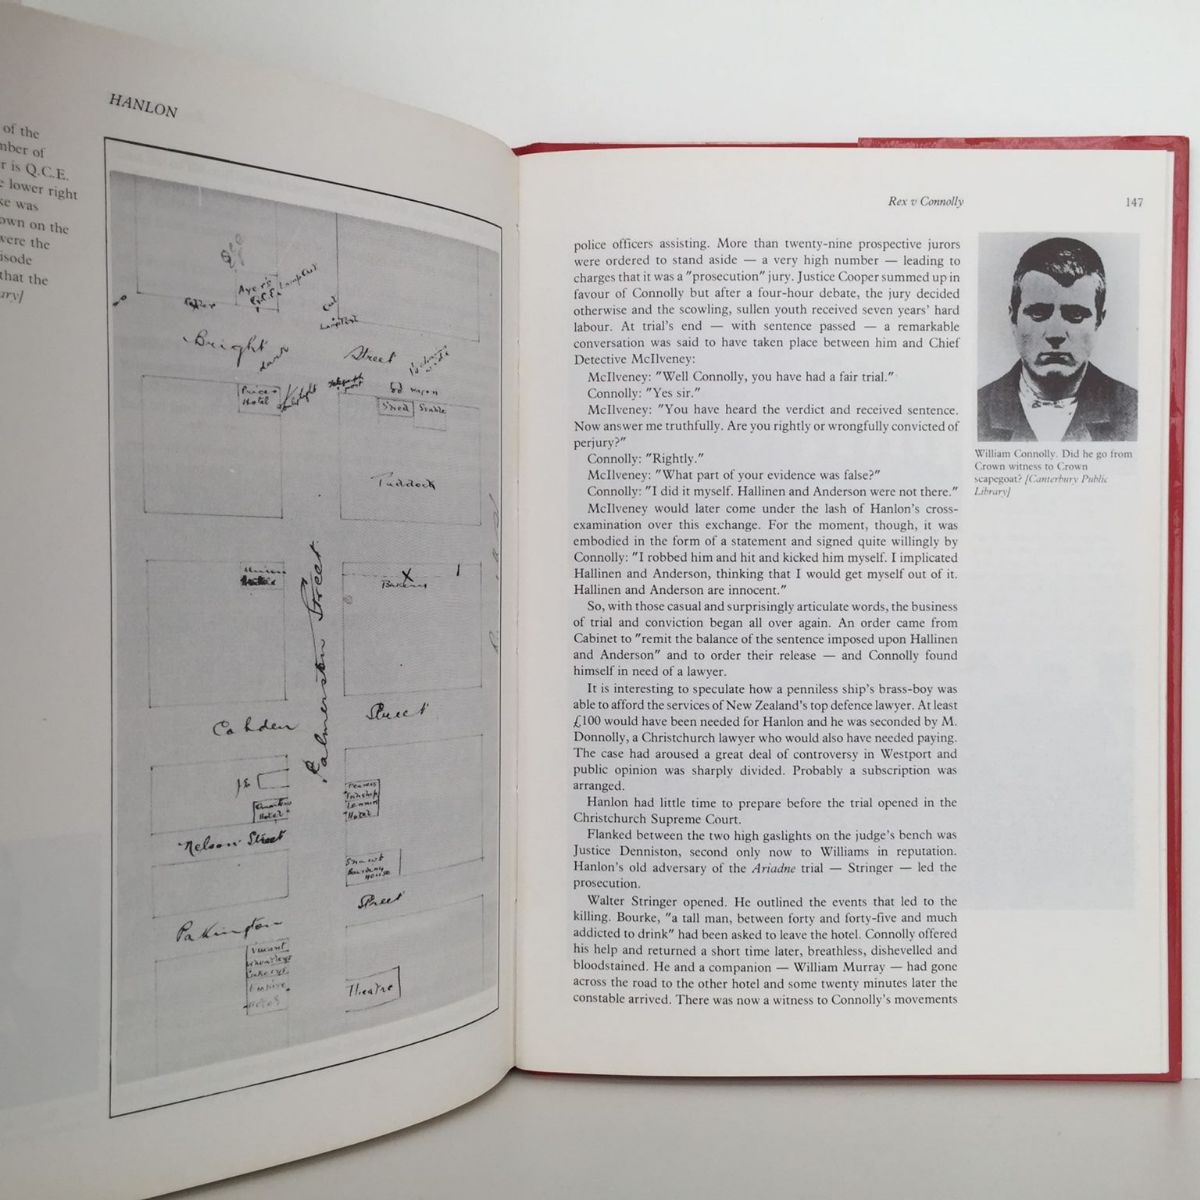 HANLON
of the
mber of
r is Q.C.E.
e lower right
ke was
own on the
were the
isode
that the
ary]
Bright
Street
Prices
Hotel
wagon
Shed Stable
Paddock
X
Palmerston Street
Cobden
Street
Hotel
Nelson Street
Street
Pakington
Vacant
Empire
Hotel
Theatre
Rex v Connolly
147
police officers assisting. More than twenty-nine prospective jurors
were ordered to stand aside — a very high number — leading to
charges that it was a "prosecution" jury. Justice Cooper summed up in
favour of Connolly but after a four-hour debate, the jury decided
otherwise and the scowling, sullen youth received seven years' hard
labour. At trial's end — with sentence passed — a remarkable
conversation was said to have taken place between him and Chief
Detective McIlveney:
McIlveney: "Well Connolly, you have had a fair trial."
Connolly: "Yes sir."
McIlveney: "You have heard the verdict and received sentence.
Now answer me truthfully. Are you rightly or wrongfully convicted of
perjury?"
Connolly: "Rightly."
McIlveney: "What part of your evidence was false?"
Connolly: "I did it myself. Hallinen and Anderson were not there."
McIlveney would later come under the lash of Hanlon's cross-
examination over this exchange. For the moment, though, it was
embodied in the form of a statement and signed quite willingly by
Connolly: "I robbed him and hit and kicked him myself. I implicated
Hallinen and Anderson, thinking that I would get myself out of it.
Hallinen and Anderson are innocent."
So, with those casual and surprisingly articulate words, the business
of trial and conviction began all over again. An order came from
Cabinet to "remit the balance of the sentence imposed upon Hallinen
and Anderson" and to order their release — and Connolly found
himself in need of a lawyer.
It is interesting to speculate how a penniless ship's brass-boy was
able to afford the services of New Zealand's top defence lawyer. At least
£100 would have been needed for Hanlon and he was seconded by M.
Donnolly, a Christchurch lawyer who would also have needed paying.
The case had aroused a great deal of controversy in Westport and
public opinion was sharply divided. Probably a subscription was
arranged.
Hanlon had little time to prepare before the trial opened in the
Christchurch Supreme Court.
Flanked between the two high gaslights on the judge's bench was
Justice Denniston, second only now to Williams in reputation.
Hanlon's old adversary of the Ariadne trial — Stringer — led the
prosecution.
Walter Stringer opened. He outlined the events that led to the
killing. Bourke, "a tall man, between forty and forty-five and much
addicted to drink" had been asked to leave the hotel. Connolly offered
his help and returned a short time later, breathless, dishevelled and
bloodstained. He and a companion — William Murray — had gone
across the road to the other hotel and some twenty minutes later the
constable arrived. There was now a witness to Connolly's movements
William Connolly. Did he go from
Crown witness to Crown
scapegoat? [Canterbury Public
Library]